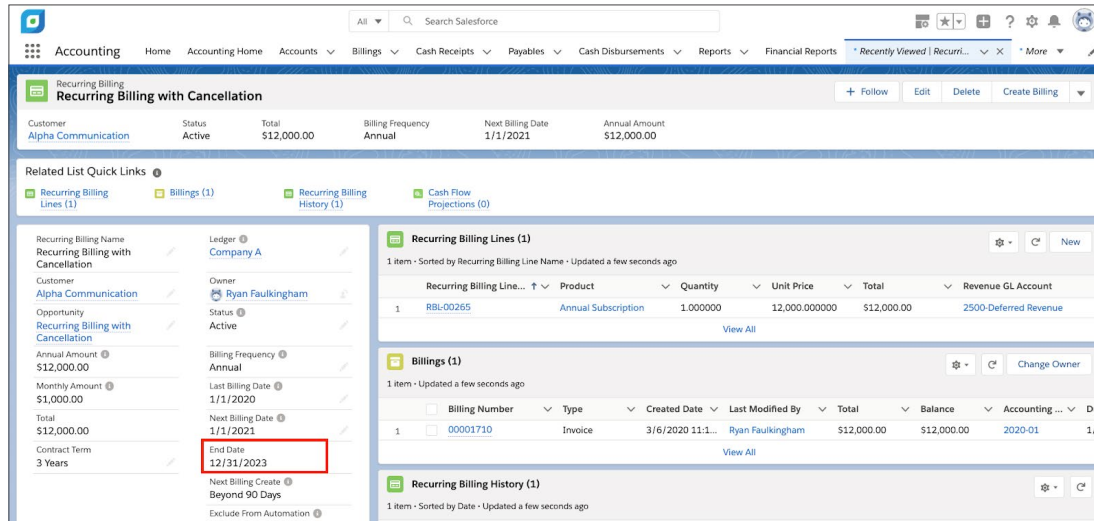 All
Search Salesforce
Accounting
Home
Accounting Home
Accounts
Billings
Cash Receipts
Payables
Cash Disbursements
Reports
Financial Reports
* Recently Viewed | Recurri...
* More
Recurring Billing
Recurring Billing with Cancellation
+ Follow
Edit
Delete
Create Billing
Customer
Alpha Communication
Status
Active
Total
$12,000.00
Billing Frequency
Annual
Next Billing Date
1/1/2021
Annual Amount
$12,000.00
Related List Quick Links
Recurring Billing
Lines (1)
Billings (1)
Recurring Billing
History (1)
Cash Flow
Projections (0)
Recurring Billing Name
Recurring Billing with
Cancellation
Customer
Alpha Communication
Opportunity
Recurring Billing with
Cancellation
Annual Amount
$12,000.00
Monthly Amount
$1,000.00
Total
$12,000.00
Contract Term
3 Years
Ledger
Company A
Owner
Ryan Faulkingham
Status
Active
Billing Frequency
Annual
Last Billing Date
1/1/2020
Next Billing Date
1/1/2021
End Date
12/31/2023
Next Billing Create
Beyond 90 Days
Exclude From Automation
Recurring Billing Lines (1)
New
1 item • Sorted by Recurring Billing Line Name • Updated a few seconds ago
Recurring Billing Line... Product Quantity Unit Price Total Revenue GL Account
1 RBL-00265 Annual Subscription 1.000000 12,000.000000 $12,000.00 2500-Deferred Revenue
View All
Billings (1)
Change Owner
1 item • Updated a few seconds ago
Billing Number Type Created Date Last Modified By Total Balance Accounting ...
1 00001710 Invoice 3/6/2020 11:1... Ryan Faulkingham $12,000.00 $12,000.00 2020-01
View All
Recurring Billing History (1)
1 item • Sorted by Date • Updated a few seconds ago